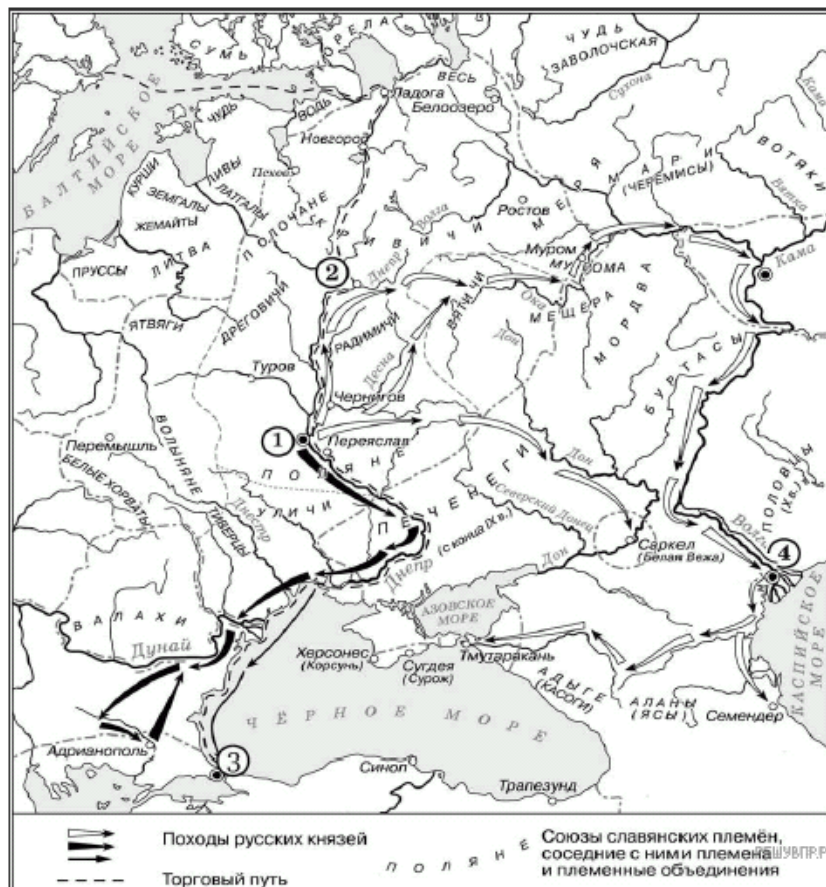 СУМЬ
КОРЕЛА
ЧУДЬ
ЗАВОЛОЧСКАЯ
ВЕСЬ
Ладога
Белоозеро
Сухона
Кама
ВОДЬ
ЧУДЬ
Новгород
БАЛТИЙСКОЕ
МОРЕ
КУРШИ
ЛИВЫ
ЛАТГАЛЫ
ЗЕМГАЛЫ
ЖЕМАЙТЫ
Псков
ПОЛОЧАНЕ
КРИВИЧИ
Волга
Ростов
МЕРЯ
МАРИ
(ЧЕРЕМИСЫ)
ВОТЯКИ
Вятка
ПРУССЫ
ЛИТВА
2
Днепр
Муром
МУРОМА
Кама
ЯТВЯГИ
ДРЕГОВИЧИ
РАДИМИЧИ
ВЯТИЧИ
Ока
МЕЩЕРА
МОРДВА
Дон
Десна
БУРТАСЫ
Туров
Чернигов
1
Переяслав
ПОЛЯНЕ
Перемышль
ВОЛЫНЯНЕ
БЕЛЫЕ ХОРВАТЫ
Днестр
УЛИЧИ
ТИВЕРЦЫ
ПЕЧЕНЕГИ
(с конца IX в.)
Северский Донец
Дон
Саркел
(Белая Вежа)
ПОЛОВЦЫ
(X в.)
Волга
4
Днепр
Дон
ВАЛАХИ
Дунай
АЗОВСКОЕ
МОРЕ
Херсонес
(Корсунь)
Сугдея
(Сурож)
Тмутаракань
АДЫГЕ
(КАСОГИ)
АЛАНЫ
(ЯСЫ)
Семендер
КАСПИЙСКОЕ
МОРЕ
ЧЁРНОЕ МОРЕ
Адрианополь
3
Синоп
Трапезунд
Походы русских князей
Торговый путь
ПОЛЯНЕ
Союзы славянских племён,
соседние с ними племена
и племенные объединения